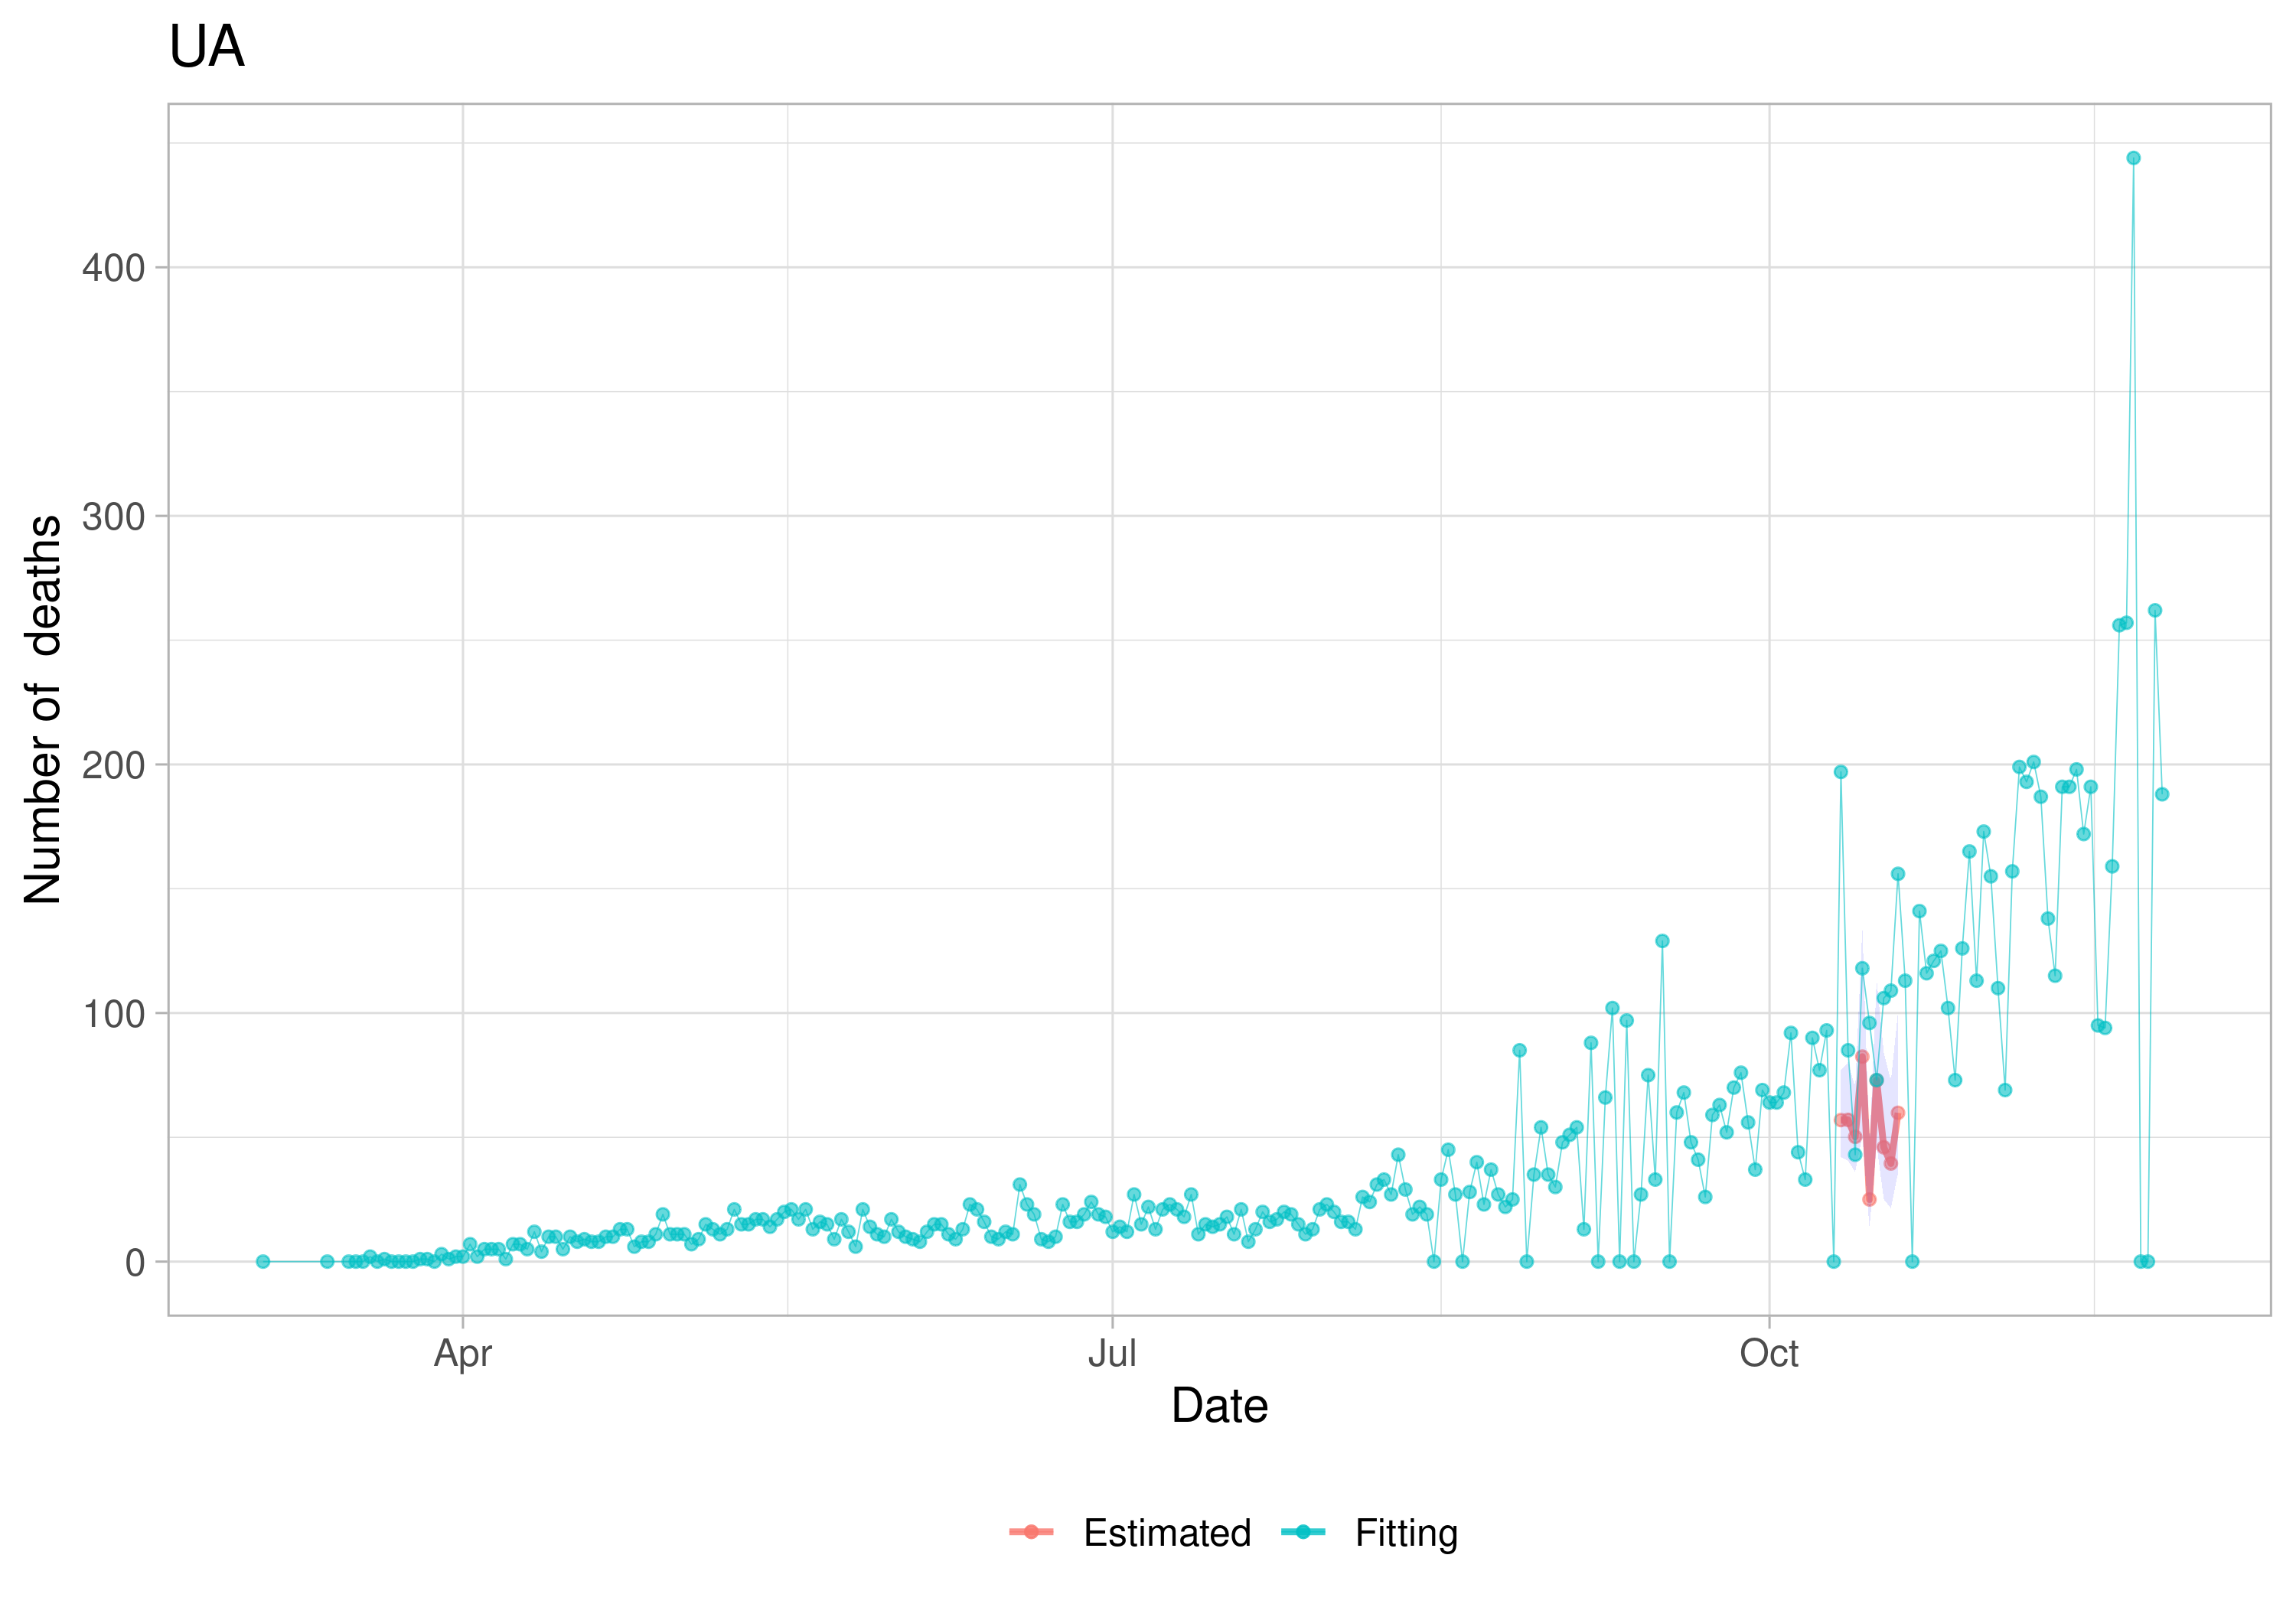 UA
Number of  deaths
400
300
200
100
0
Apr
Jul
Oct
Date
Estimated
Fitting